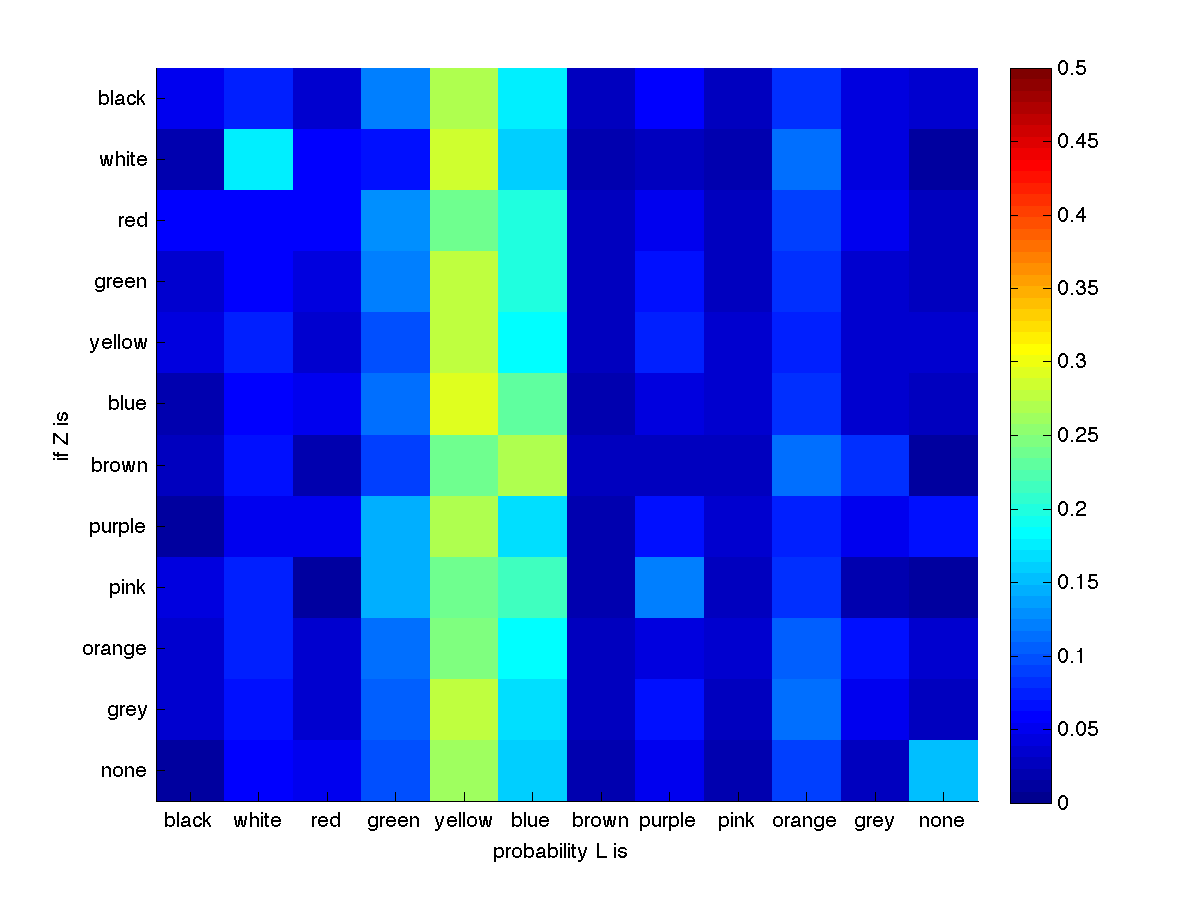 if Z is
black
white
red
green
yellow
blue
brown
purple
pink
orange
grey
none
black white red green yellow blue brown purple pink orange grey none
probability L is
0.5
0.45
0.4
0.35
0.3
0.25
0.2
0.15
0.1
0.05
0